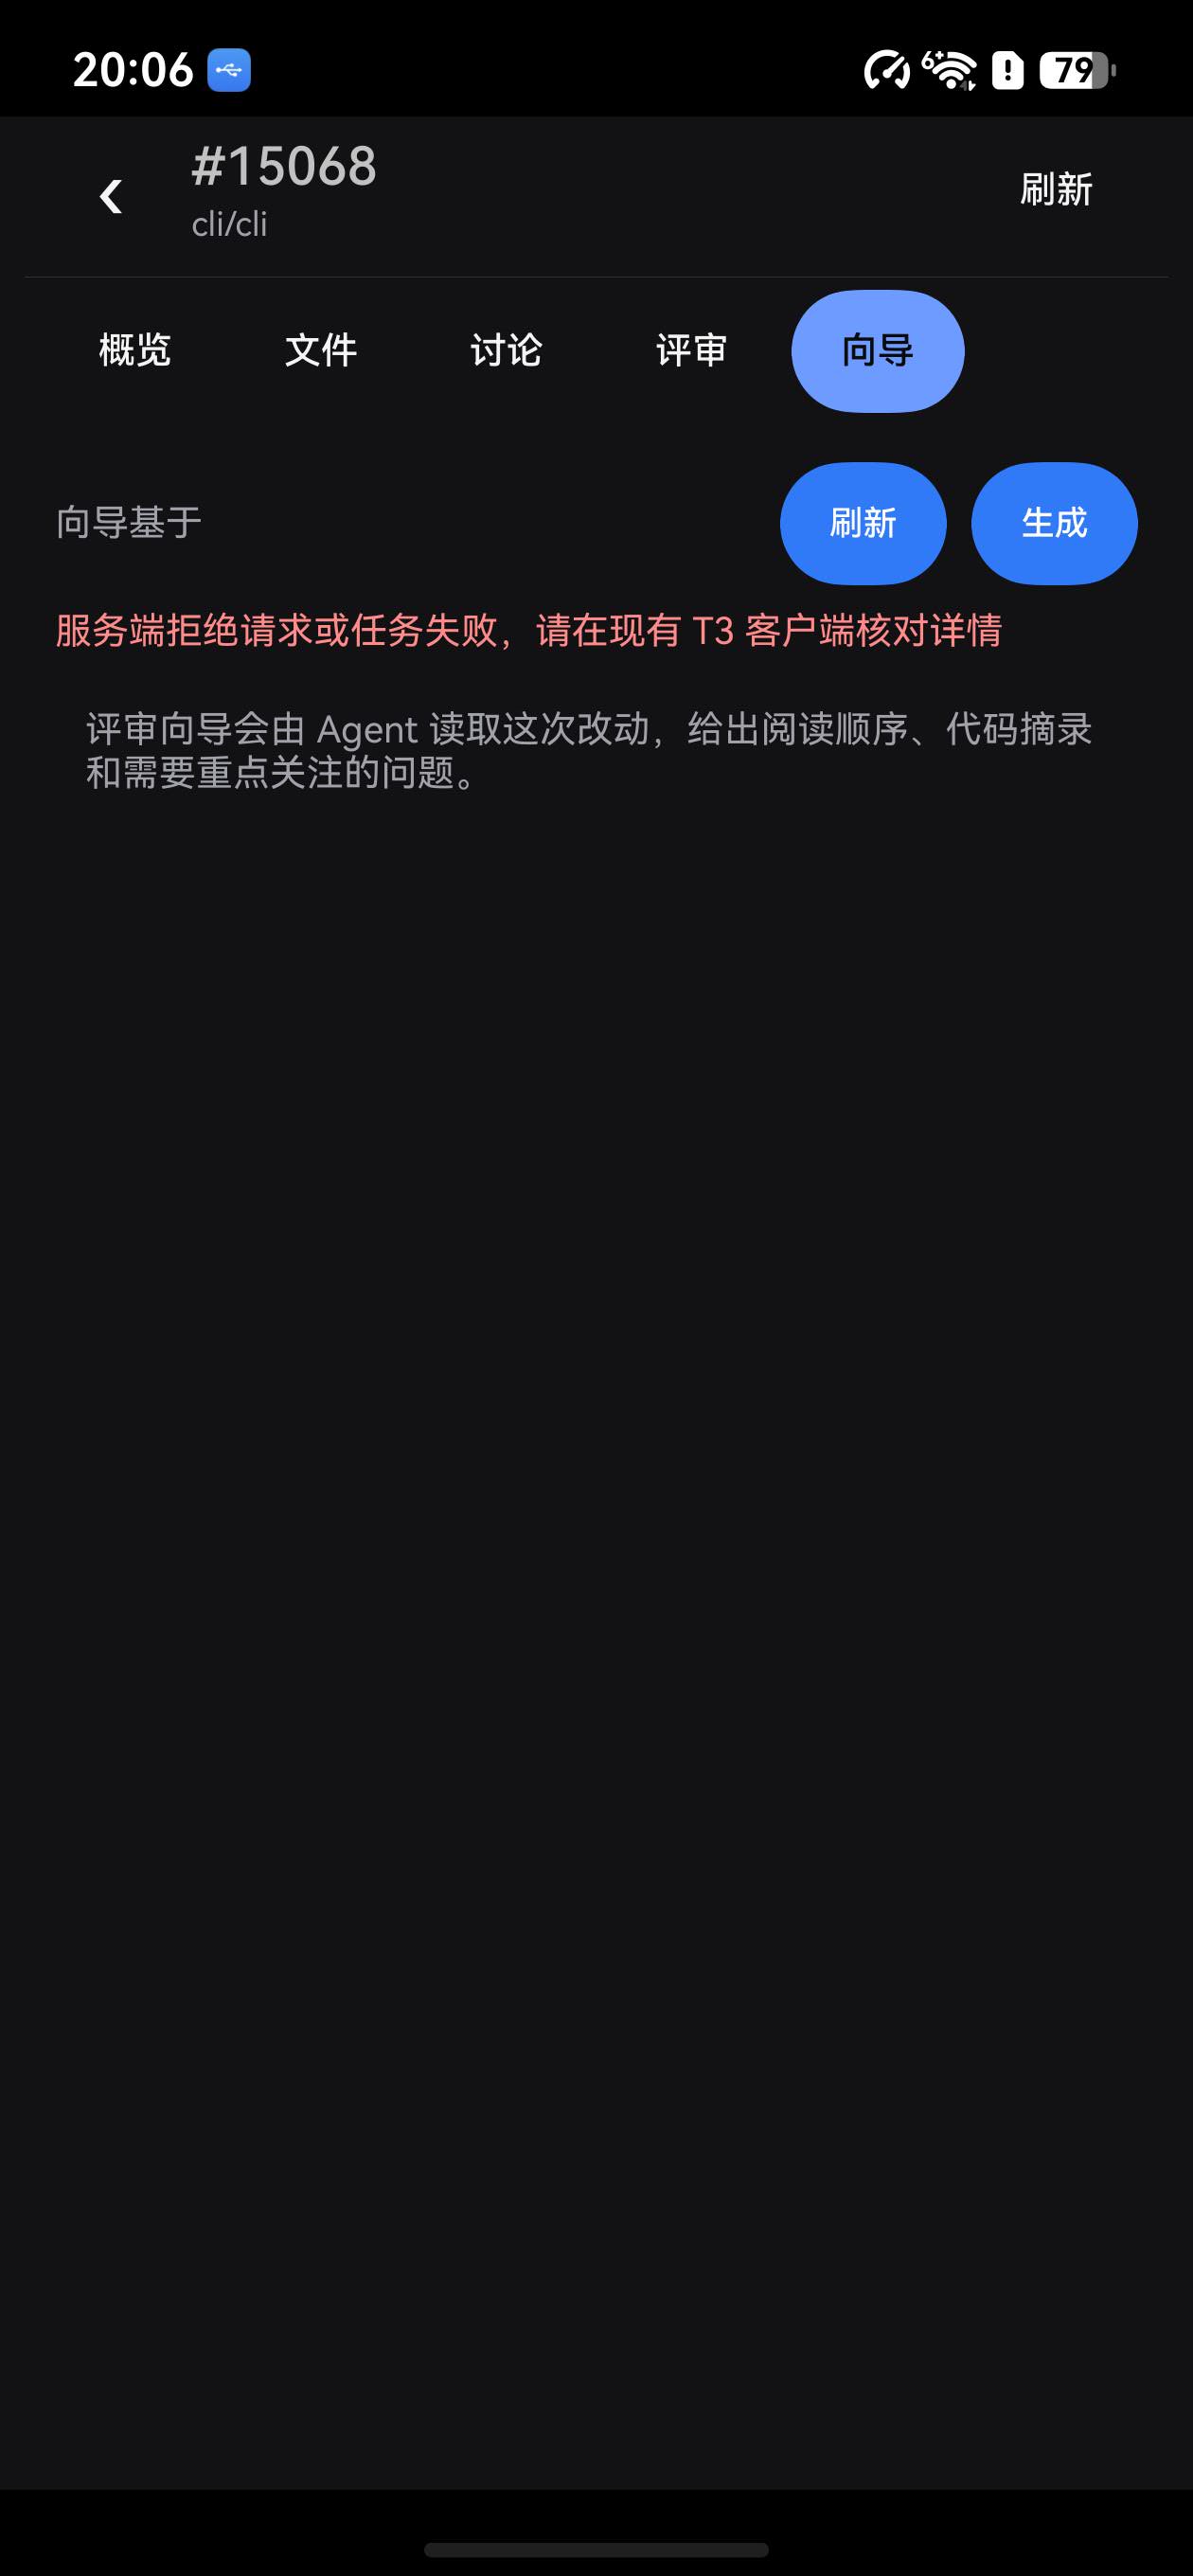 20:06
6+
79
#15068
cli/cli
刷新
概览 文件 讨论 评审 向导
向导基于 刷新 生成
服务端拒绝请求或任务失败，请在现有 T3 客户端核对详情
评审向导会由 Agent 读取这次改动，给出阅读顺序、代码摘录
和需要重点关注的问题。